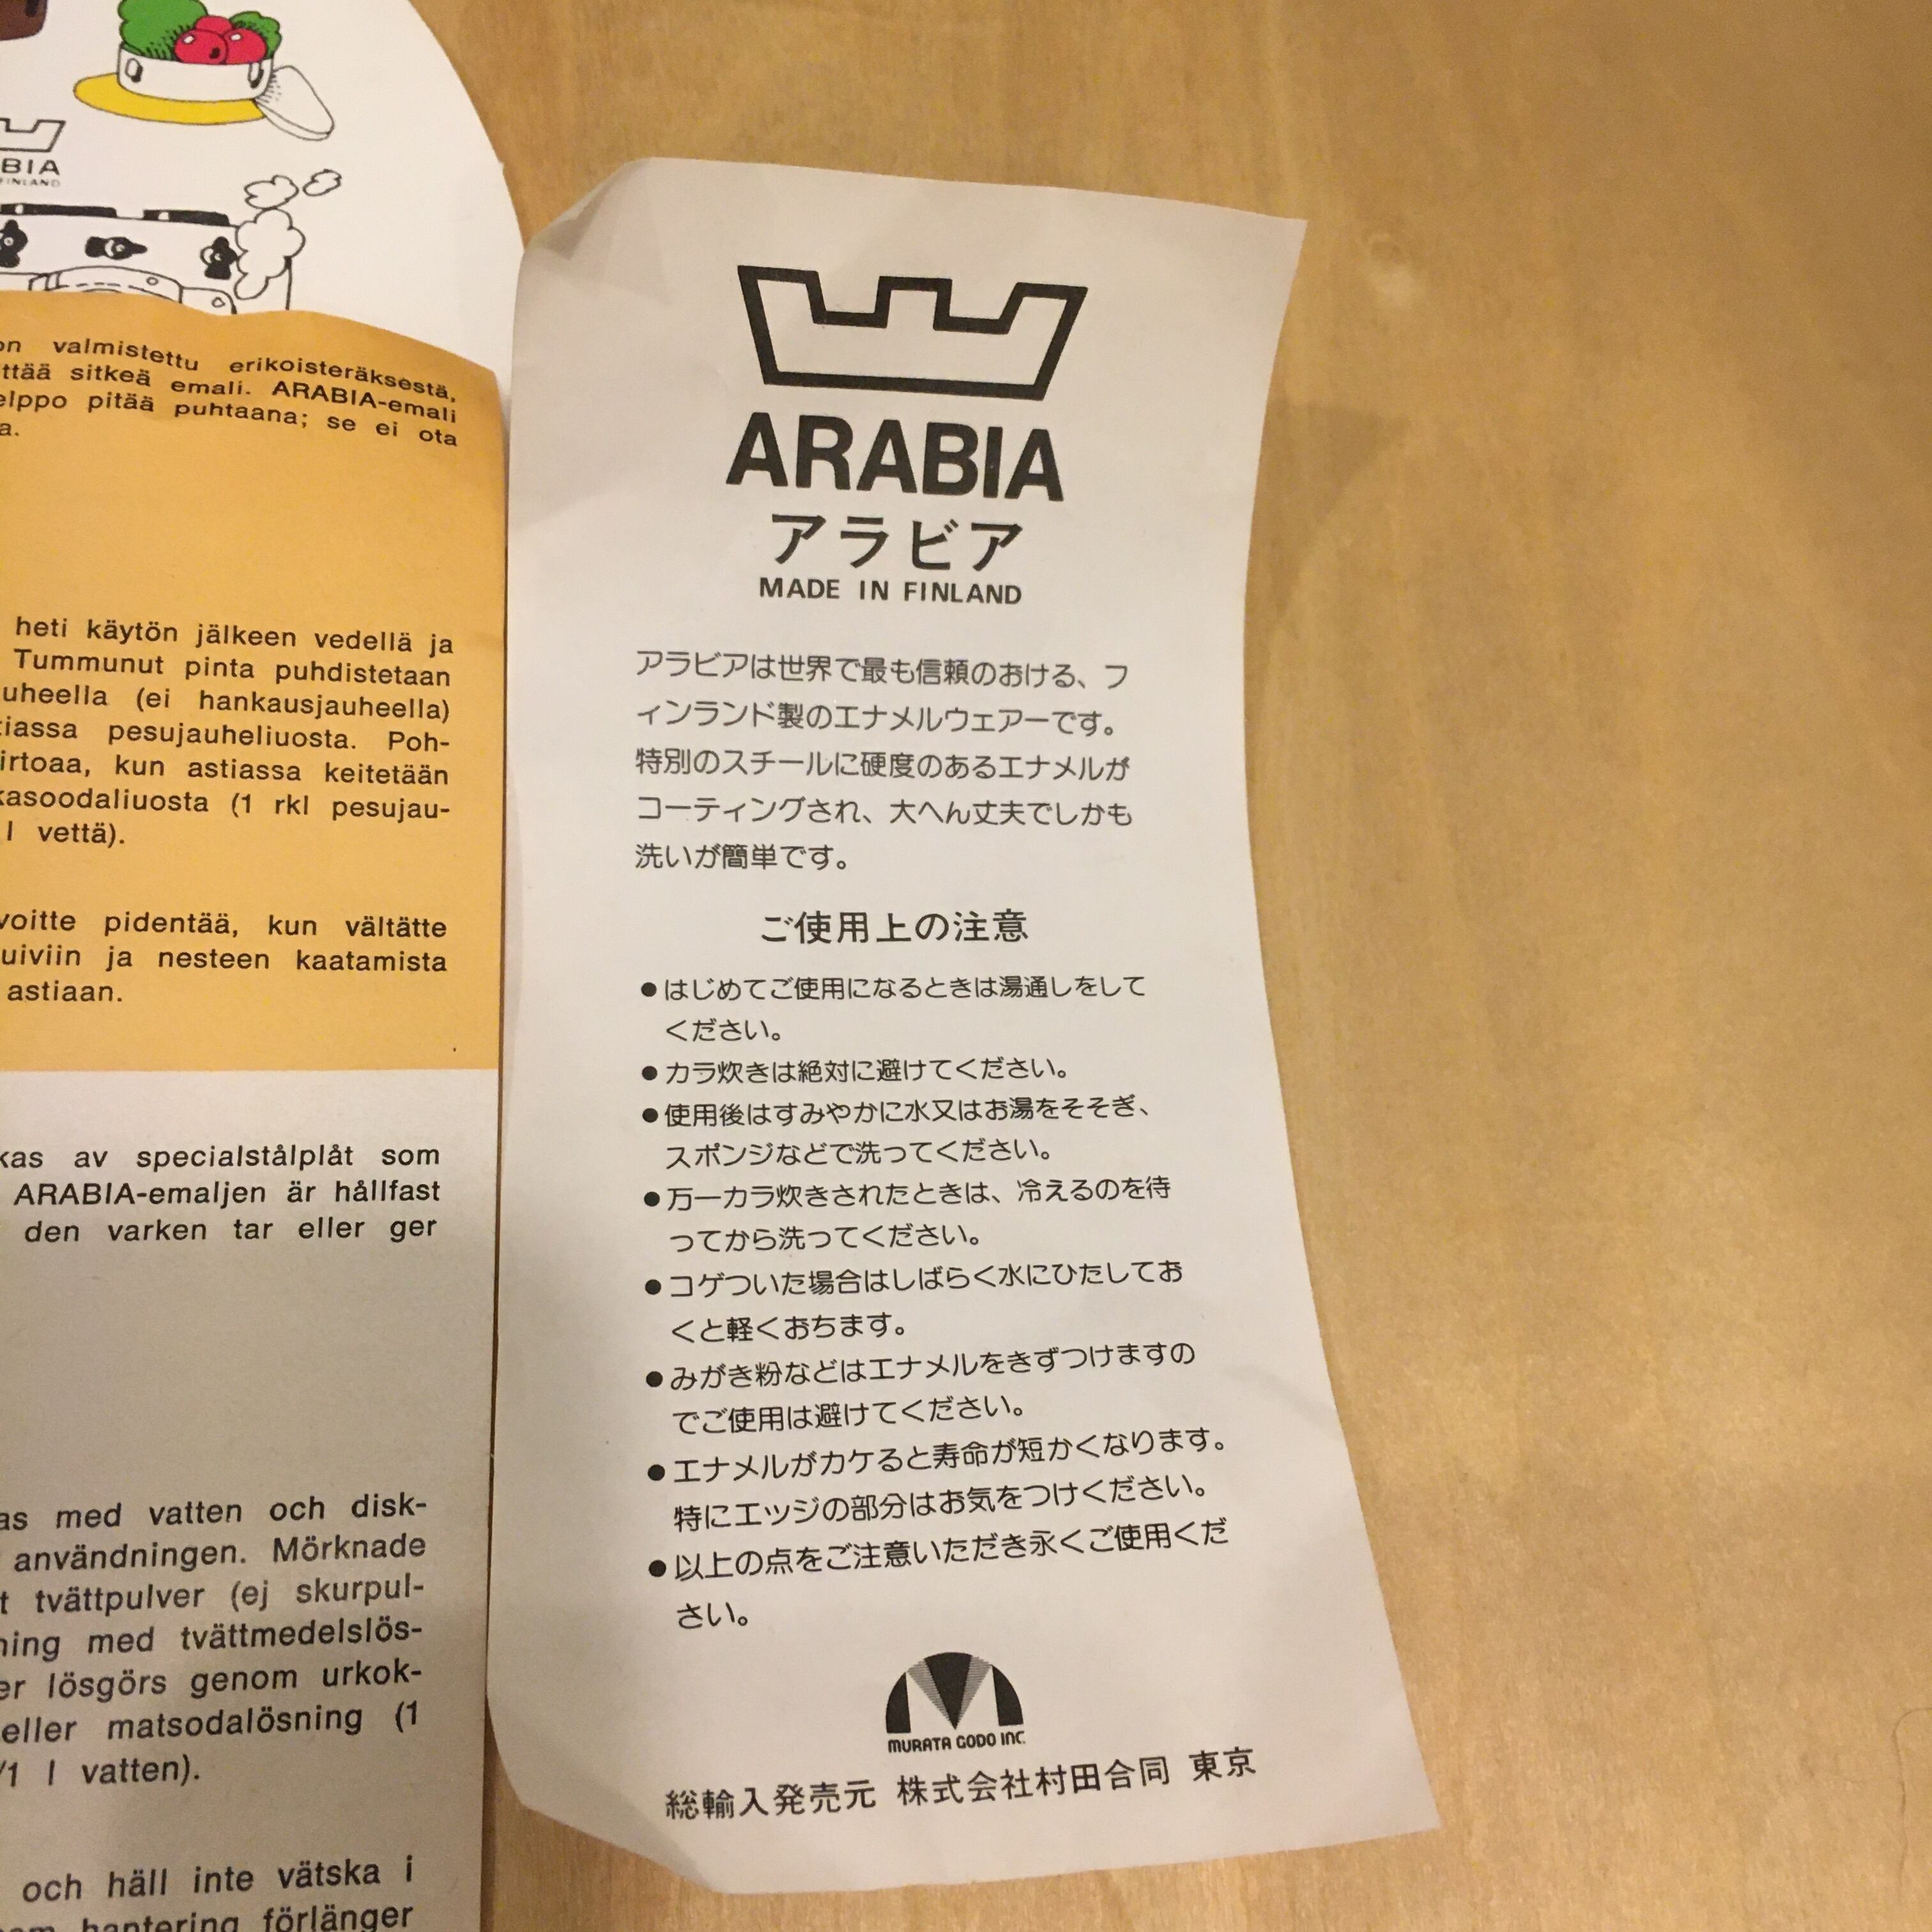 BIA
FINLAND
valmistettu erikoisteräksestä,
sitkeä emali. ARABIA-emali
pitää puhtaana; se ei ota
heti käytön jälkeen vedellä ja
Tummunut pinta puhdistetaan
uheella (ei hankausjauheella)
tiassa pesujauheliuosta. Poh-
irtoaa, kun astiassa keitetään
kasoodaliuosta (1 rkl pesujau-
l vettä).
voitte pidentää, kun vältätte
uiviin ja nesteen kaatamista
astiaan.
kas av specialstålplåt som
ARABIA-emaljen är hållfast
den varken tar eller ger
as med vatten och disk-
användningen. Mörknade
t tvättpulver (ej skurpul-
ning med tvättmedelslös-
er lösgörs genom urkok-
eller matsodalösning (1
/1 l vatten).
och häll inte vätska i
hantering förlänger
ARABIA
アラビア
MADE IN FINLAND
アラビアは世界で最も信頼のおける、フ
ィンランド製のエナメルウェアーです。
特別のスチールに硬度のあるエナメルが
コーティングされ、大へん丈夫でしかも
洗いが簡単です。
ご使用上の注意
●はじめてご使用になるときは湯通しをして
ください。
●カラ炊きは絶対に避けてください。
●使用後はすみやかに水又はお湯をそそぎ、
スポンジなどで洗ってください。
●万一カラ炊きされたときは、冷えるのを待
ってから洗ってください。
●コゲついた場合はしばらく水にひたしてお
くと軽くおちます。
●みがき粉などはエナメルをきずつけますの
でご使用は避けてください。
●エナメルがカケると寿命が短かくなります。
特にエッジの部分はお気をつけください。
●以上の点をご注意いただき永くご使用くだ
さい。
MURATA GODO INC.
総輸入発売元 株式会社村田合同 東京